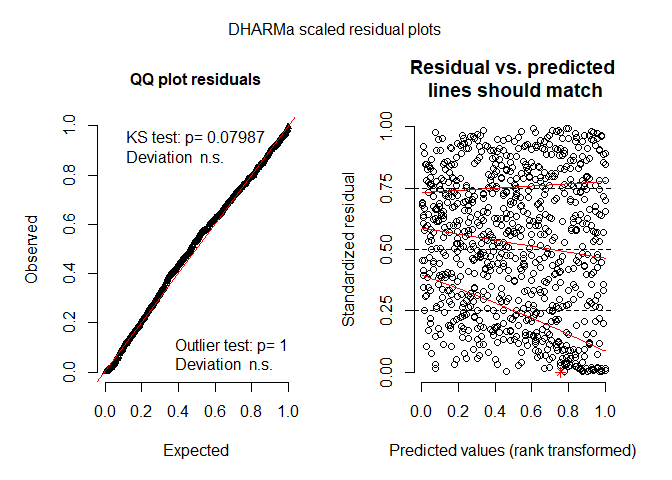 DHARMa scaled residual plots
QQ plot residuals
KS test: p= 0.07987
Deviation n.s.
Outlier test: p= 1
Deviation n.s.
Observed
0.0 0.2 0.4 0.6 0.8 1.0
0.0 0.2 0.4 0.6 0.8 1.0
Expected
Residual vs. predicted
lines should match
Standardized residual
0.00 0.25 0.50 0.75 1.00
0.0 0.2 0.4 0.6 0.8 1.0
Predicted values (rank transformed)